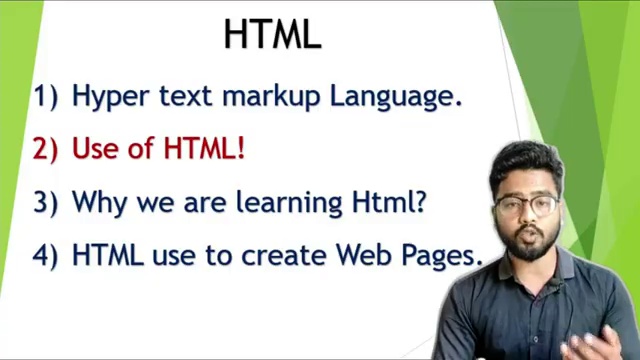 HTML
1) Hyper text markup Language.
2) Use of HTML!
3) Why we are learning Html?
4) HTML use to create Web Pages.